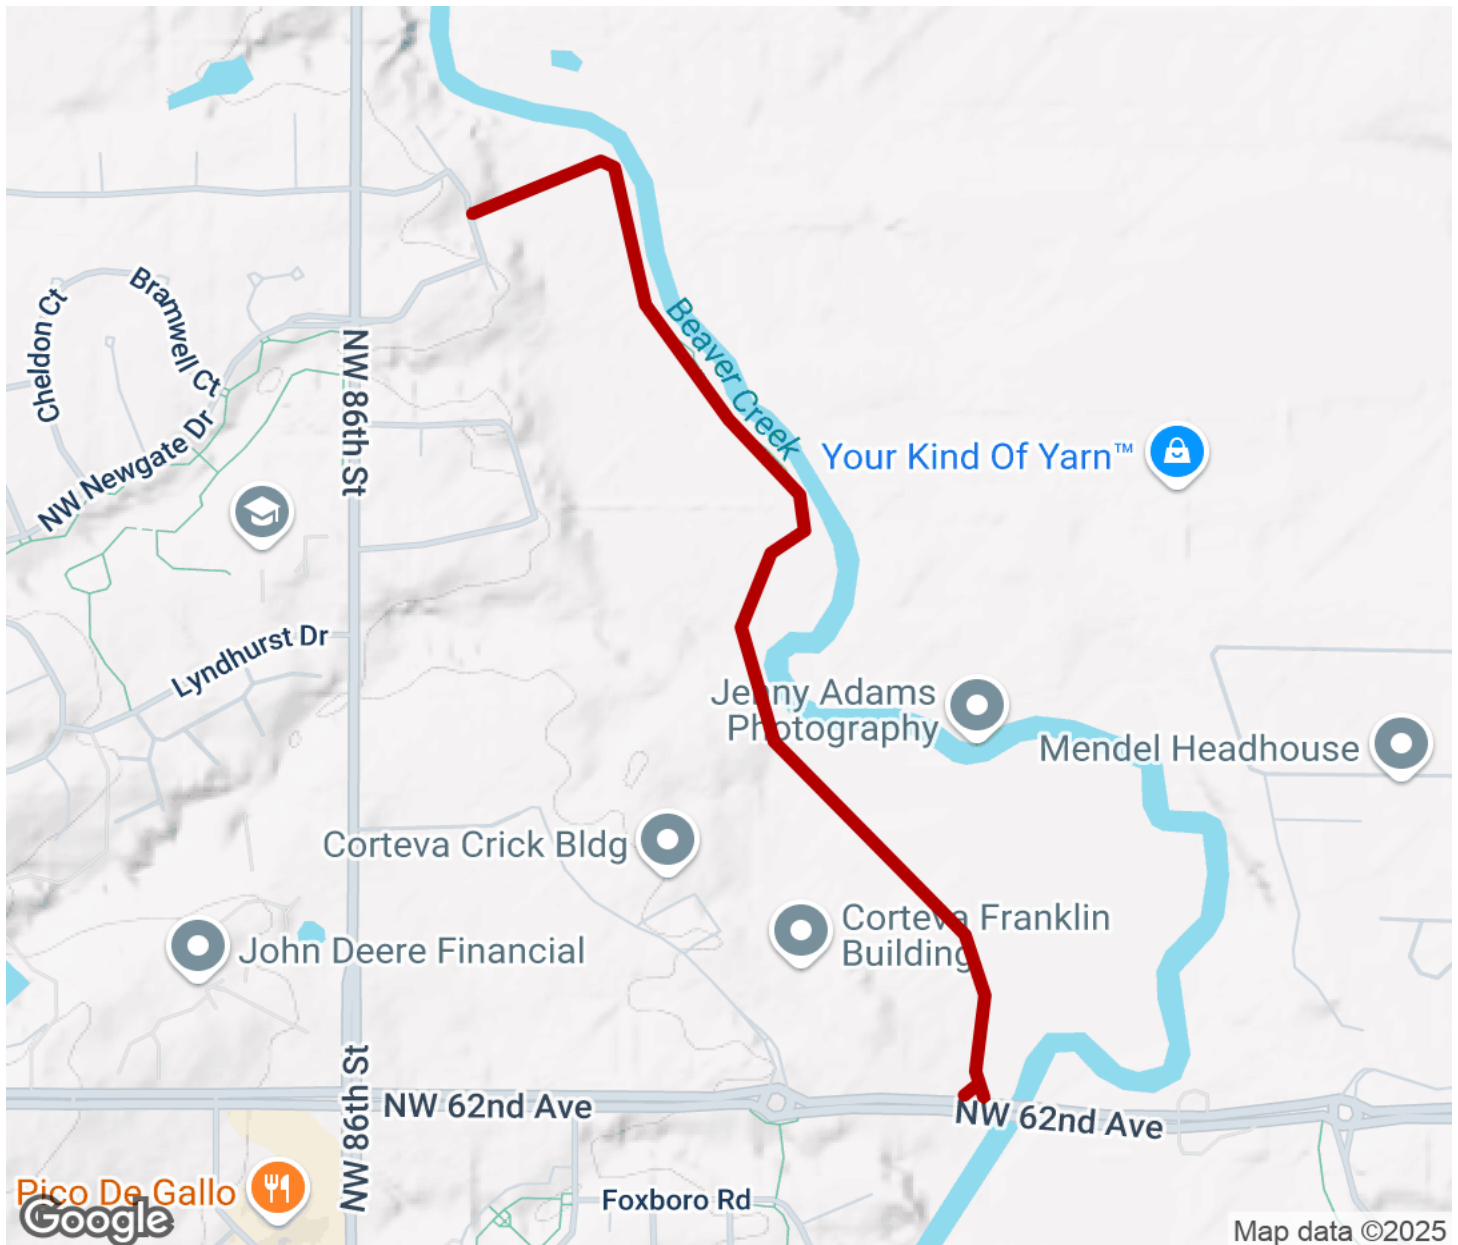 Cheldon Ct
Bramwell Ct
NW 86th St
Beaver Creek
Your Kind Of Yarn™
NW Newgate Dr
Lyndhurst Dr
Jenny Adams
Photography
Mendel Headhouse
Corteva Crick Bldg
Corteva Franklin
Building
John Deere Financial
NW 86th St
NW 62nd Ave
NW 62nd Ave
Pico De Gallo
Foxboro Rd
Google
Map data ©2025